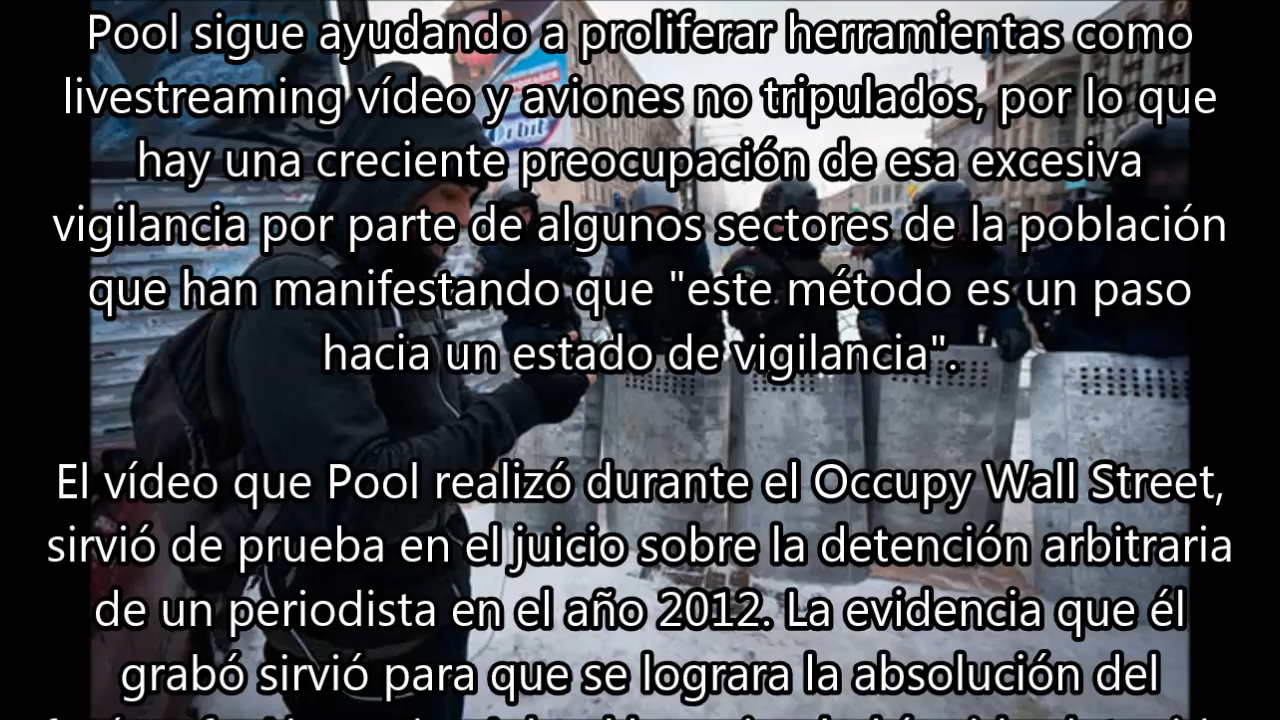 Pool sigue ayudando a proliferar herramientas como
livestreaming vídeo y aviones no tripulados, por lo que
hay una creciente preocupación de esa excesiva
vigilancia por parte de algunos sectores de la población
que han manifestando que "este método es un paso
hacia un estado de vigilancia".
El vídeo que Pool realizó durante el Occupy Wall Street,
sirvió de prueba en el juicio sobre la detención arbitraria
de un periodista en el año 2012. La evidencia que él
grabó sirvió para que se lograra la absolución del
Orbit